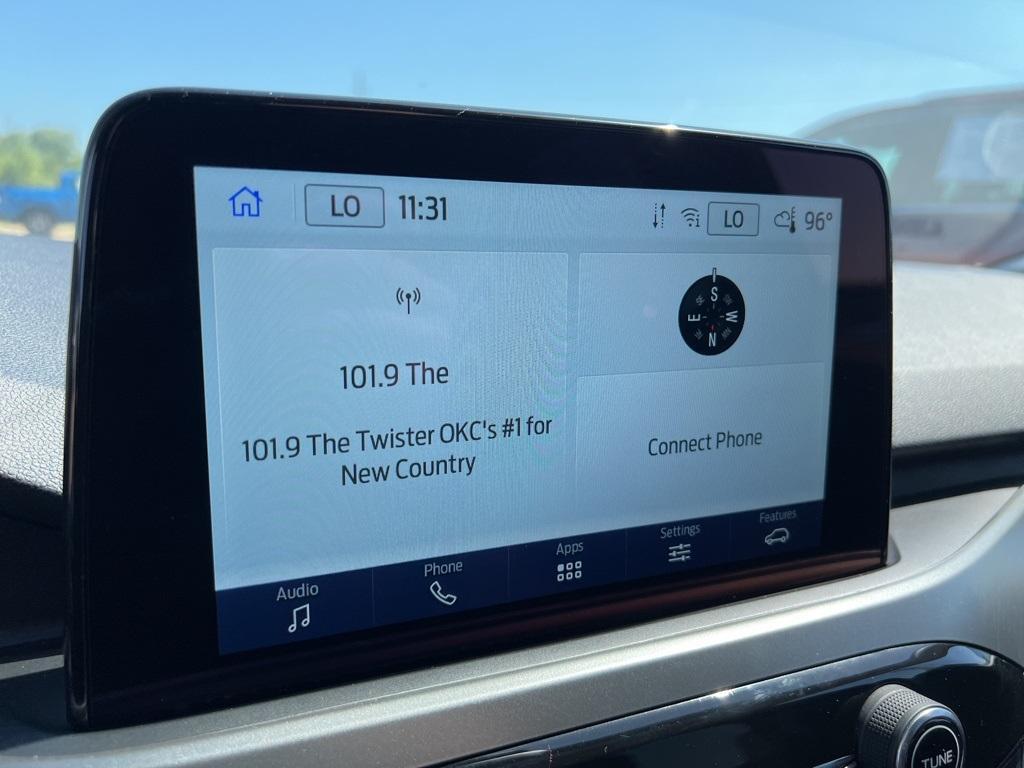 LO 11:31 LO 96°
101.9 The
101.9 The Twister OKC's #1 for
New Country
S
E W
N
Connect Phone
Audio Phone Apps Settings Features
TUNE